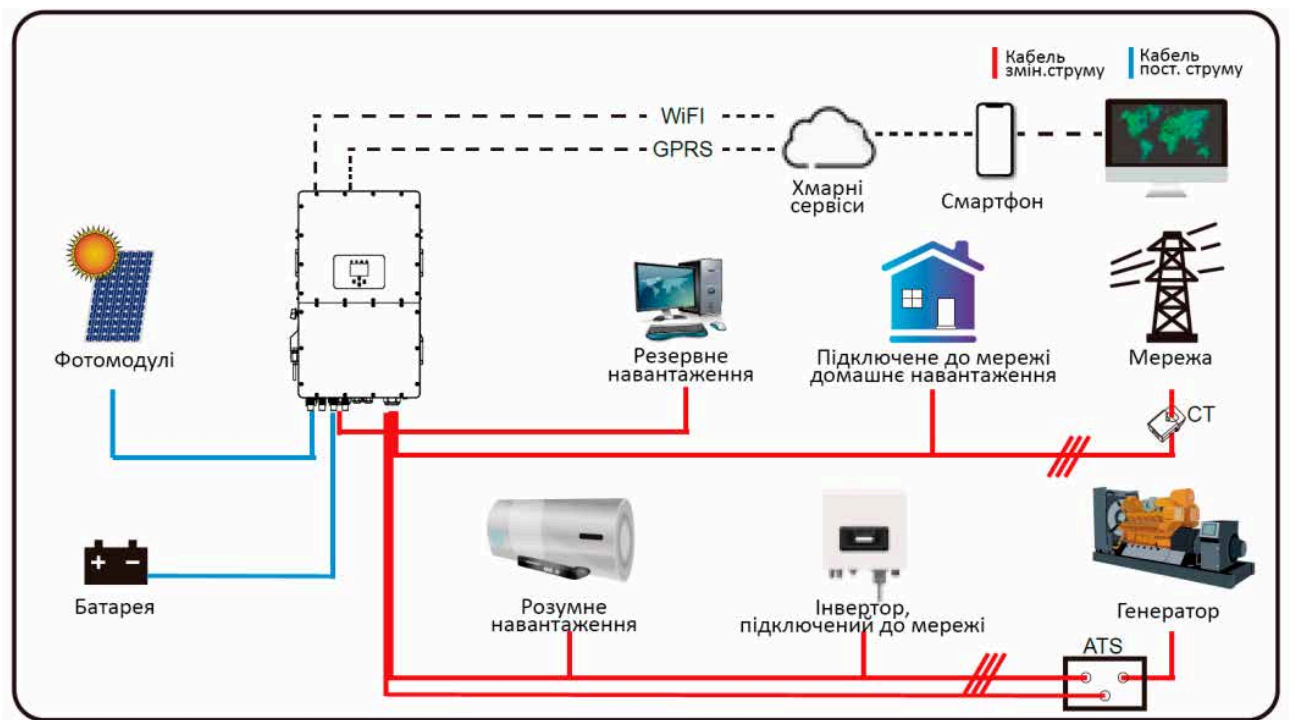 Кабель
змін.струму
Кабель
пост. струму
WiFI
GPRS
Хмарні
сервіси
Смартфон
Фотомодулі
Резервне
навантаження
Підключене до мережі
домашнє навантаження
Мережа
CT
Батарея
Розумне
навантаження
Інвертор,
підключений до мережі
Генератор
ATS